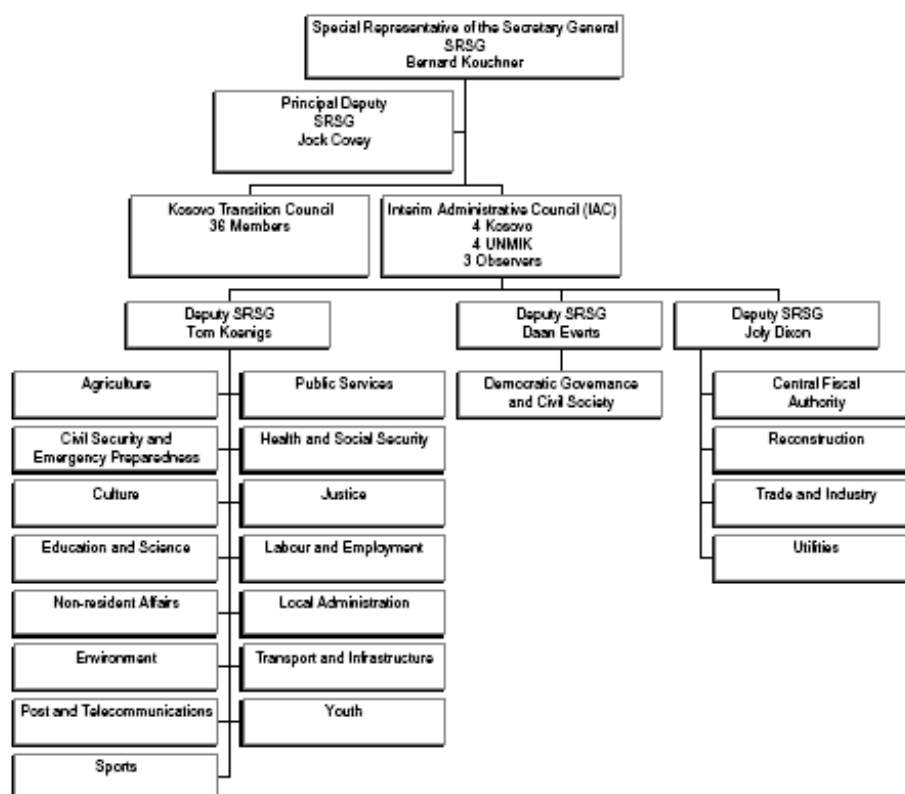 Special Representative of the Secretary General
SRSG
Bernard Kouchner
Principal Deputy
SRSG
Jock Covey
Kosovo Transition Council
36 Members
Interim Administrative Council (IAC)
4 Kosovo
4 UNMIK
3 Observers
Deputy SRSG
Tom Koenigs
Deputy SRSG
Daan Everts
Deputy SRSG
Joly Dixon
Agriculture
Civil Security and
Emergency Preparedness
Culture
Education and Science
Non-resident Affairs
Environment
Post and Telecommunications
Sports
Public Services
Health and Social Security
Justice
Labour and Employment
Local Administration
Transport and Infrastructure
Youth
Democratic Governance
and Civil Society
Central Fiscal
Authority
Reconstruction
Trade and Industry
Utilities